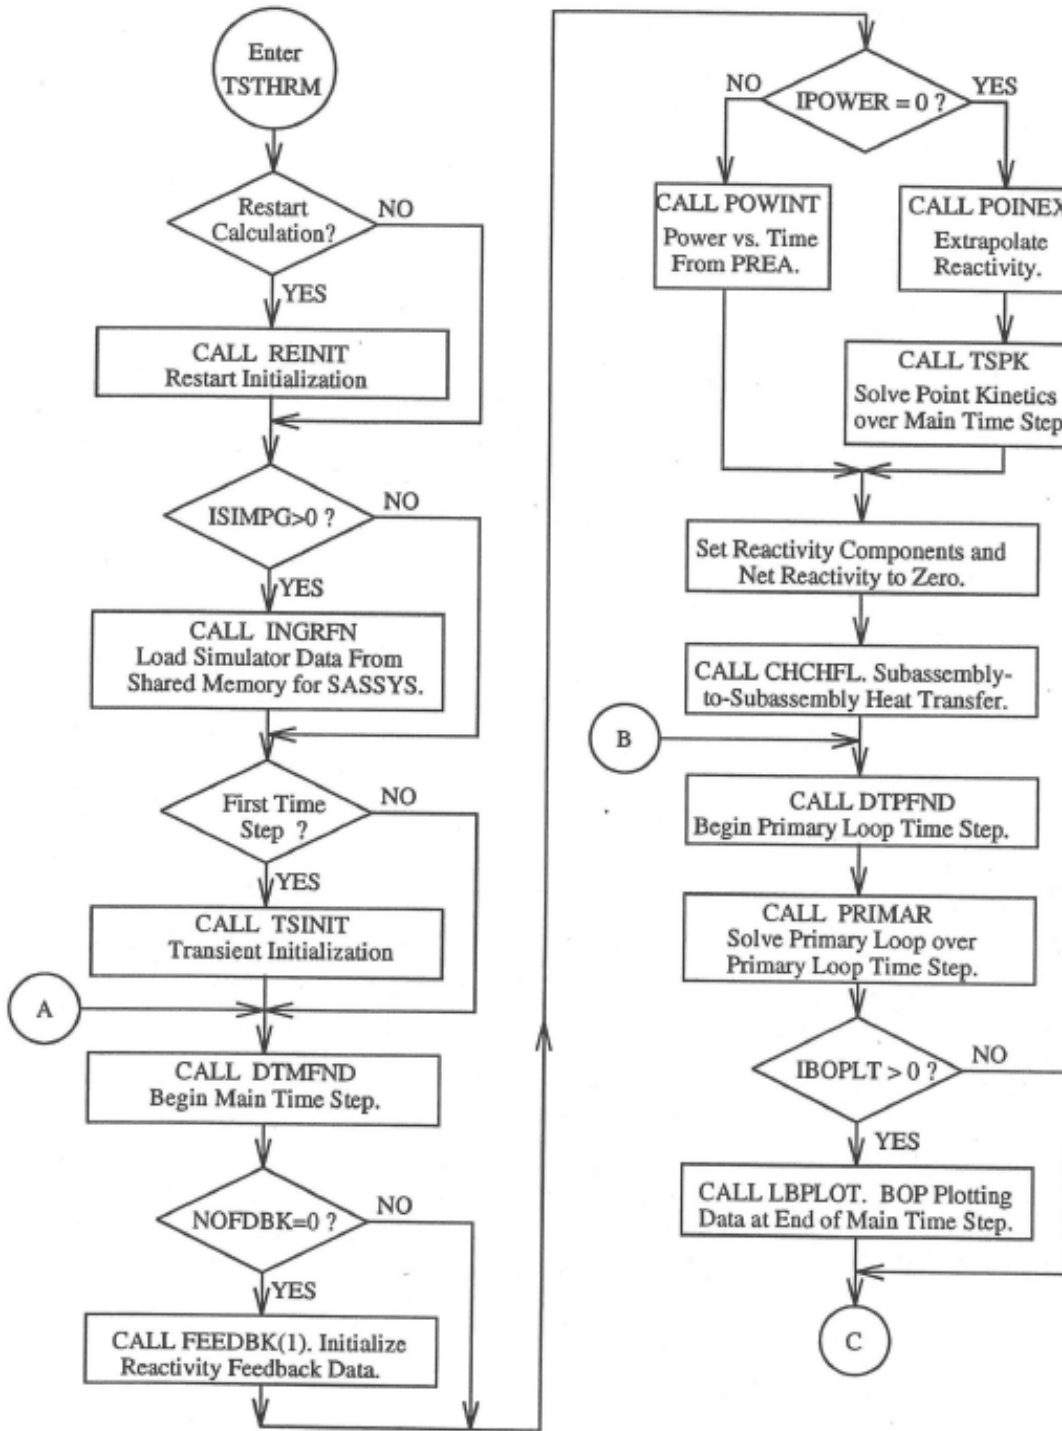 Enter
TSTHRM
Restart
Calculation?
NO
YES
CALL REINIT
Restart Initialization
ISIMPG>0 ?
NO
YES
CALL INGRFN
Load Simulator Data From
Shared Memory for SASSYS.
First Time
Step ?
NO
YES
CALL TSINIT
Transient Initialization
A
CALL DTMFND
Begin Main Time Step.
NOFDBK=0 ?
NO
YES
CALL FEEDBK(1). Initialize
Reactivity Feedback Data.
IPOWER = 0 ?
NO
YES
CALL POWINT
Power vs. Time
From PREA.
CALL POINEX
Extrapolate
Reactivity.
CALL TSPK
Solve Point Kinetics
over Main Time Step
Set Reactivity Components and
Net Reactivity to Zero.
CALL CHCHFL. Subassembly-
to-Subassembly Heat Transfer.
B
CALL DTPFND
Begin Primary Loop Time Step.
CALL PRIMAR
Solve Primary Loop over
Primary Loop Time Step.
IBOPLT > 0 ?
NO
YES
CALL LBPLOT. BOP Plotting
Data at End of Main Time Step.
C